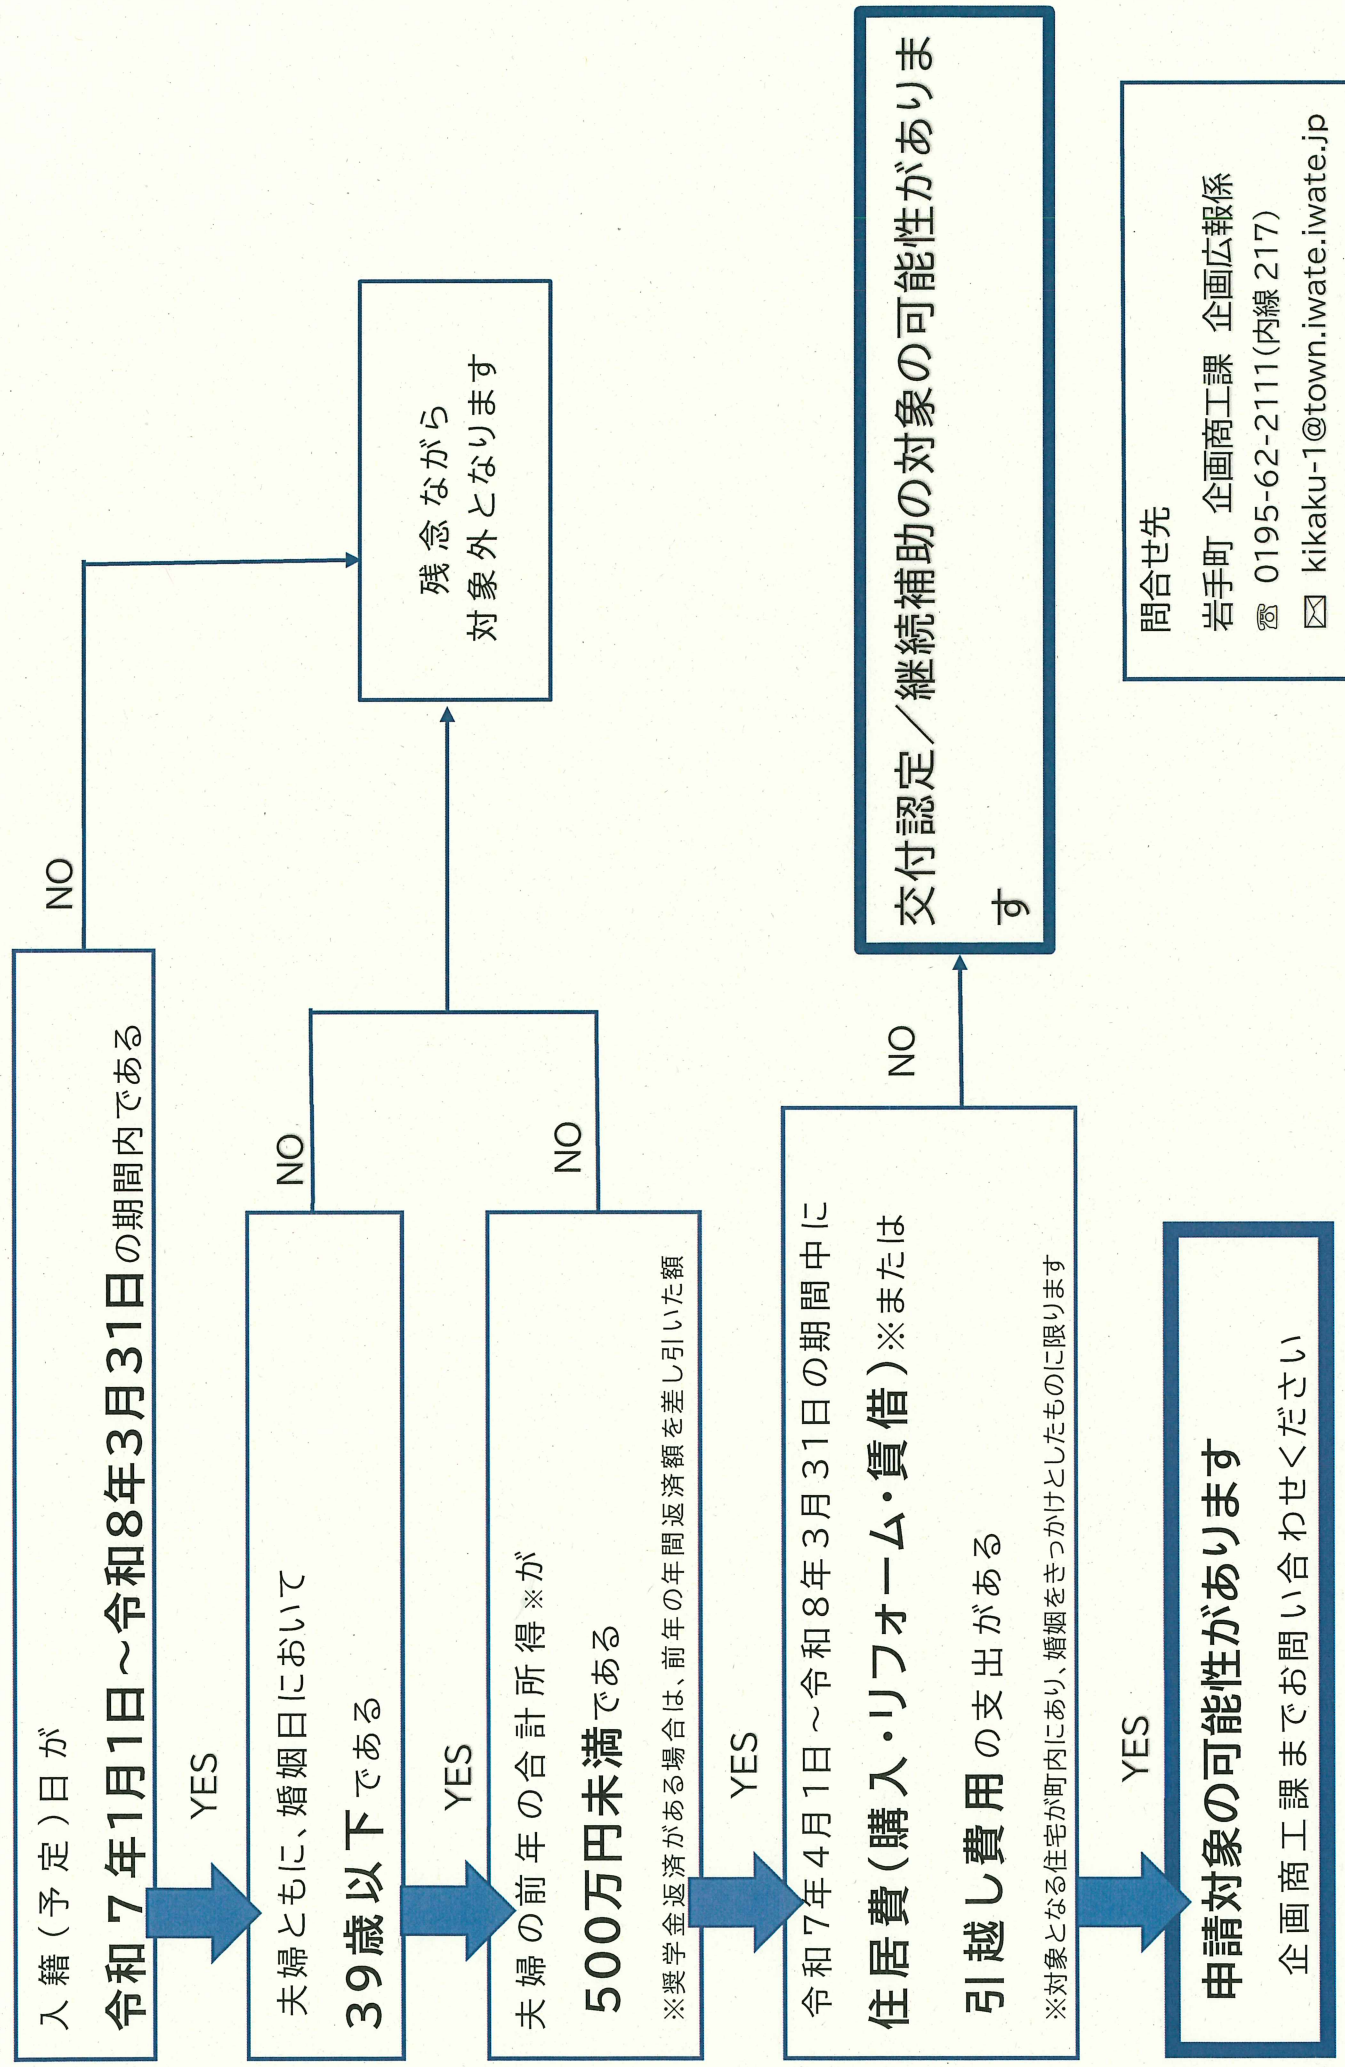 入籍(予定)日が
令和7年1月1日～令和8年3月31日の期間内である
NO
YES
夫婦ともに、婚姻日において
39歳以下である
NO
残念ながら
対象外となります
YES
夫婦の前年の合計所得※が
500万円未満である
※奨学金返済がある場合は、前年の年間返済額を差し引いた額
NO
YES
令和7年4月1日～令和8年3月31日の期間中に
住居費(購入・リフォーム・賃借)※または
引越し費用の支出がある
※対象となる住宅が町内にあり、婚姻をきっかけとしたものに限ります
NO
交付認定／継続補助の対象の可能性がありま
す
YES
申請対象の可能性があります
企画商工課までお問い合わせください
問合せ先
岩手町 企画商工課 企画広報係
☏ 0195-62-2111(内線217)
✉ kikaku-1@town.iwate.iwate.jp